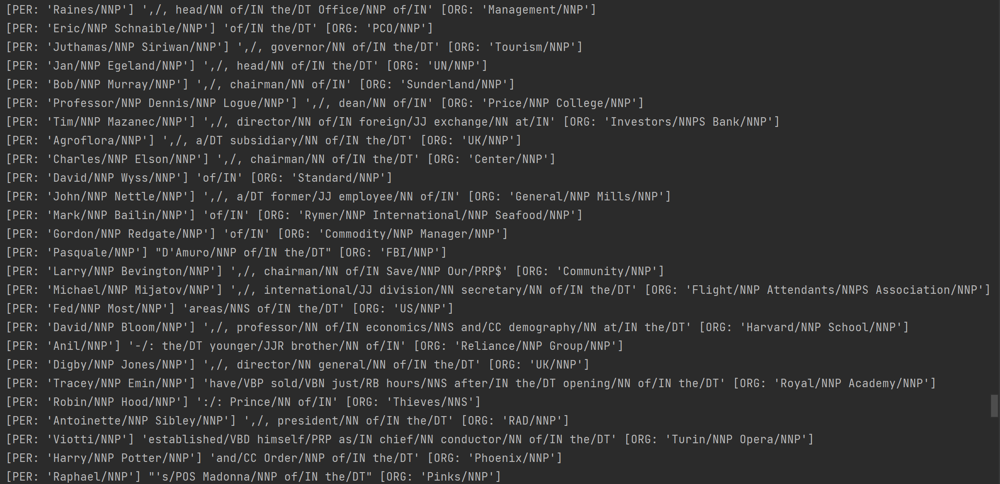 [PER: 'Raines/NNP'] ',/, head/NN of/IN the/DT Office/NNP of/IN' [ORG: 'Management/NNP']
[PER: 'Eric/NNP Schnaible/NNP'] 'of/IN the/DT' [ORG: 'PCO/NNP']
[PER: 'Juthamas/NNP Siriwan/NNP'] ',/, governor/NN of/IN the/DT' [ORG: 'Tourism/NNP']
[PER: 'Jan/NNP Egeland/NNP'] ',/, head/NN of/IN the/DT' [ORG: 'UN/NNP']
[PER: 'Bob/NNP Murray/NNP'] ',/, chairman/NN of/IN' [ORG: 'Sunderland/NNP']
[PER: 'Professor/NNP Dennis/NNP Logue/NNP'] ',/, dean/NN of/IN' [ORG: 'Price/NNP College/NNP']
[PER: 'Tim/NNP Mazanec/NNP'] ',/, director/NN of/IN foreign/JJ exchange/NN at/IN' [ORG: 'Investors/NNPS Bank/NNP']
[PER: 'Agroflora/NNP'] ',/, a/DT subsidiary/NN of/IN the/DT' [ORG: 'UK/NNP']
[PER: 'Charles/NNP Elson/NNP'] ',/, chairman/NN of/IN the/DT' [ORG: 'Center/NNP']
[PER: 'David/NNP Wyss/NNP'] 'of/IN' [ORG: 'Standard/NNP']
[PER: 'John/NNP Nettle/NNP'] ',/, a/DT former/JJ employee/NN of/IN' [ORG: 'General/NNP Mills/NNP']
[PER: 'Mark/NNP Bailin/NNP'] 'of/IN' [ORG: 'Rymer/NNP International/NNP Seafood/NNP']
[PER: 'Gordon/NNP Redgate/NNP'] 'of/IN' [ORG: 'Commodity/NNP Manager/NNP']
[PER: 'Pasquale/NNP'] "D'Amuro/NNP of/IN the/DT" [ORG: 'FBI/NNP']
[PER: 'Larry/NNP Bevington/NNP'] ',/, chairman/NN of/IN Save/NNP Our/PRP$' [ORG: 'Community/NNP']
[PER: 'Michael/NNP Mijatov/NNP'] ',/, international/JJ division/NN secretary/NN of/IN the/DT' [ORG: 'Flight/NNP Attendants/NNPS Association/NNP']
[PER: 'Fed/NNP Most/NNP'] 'areas/NNS of/IN the/DT' [ORG: 'US/NNP']
[PER: 'David/NNP Bloom/NNP'] ',/, professor/NN of/IN economics/NNS and/CC demography/NN at/IN the/DT' [ORG: 'Harvard/NNP School/NNP']
[PER: 'Anil/NNP'] '-/: the/DT younger/JJR brother/NN of/IN' [ORG: 'Reliance/NNP Group/NNP']
[PER: 'Digby/NNP Jones/NNP'] ',/, director/NN general/NN of/IN the/DT' [ORG: 'UK/NNP']
[PER: 'Tracey/NNP Emin/NNP'] 'have/VBP sold/VBN just/RB hours/NNS after/IN the/DT opening/NN of/IN the/DT' [ORG: 'Royal/NNP Academy/NNP']
[PER: 'Robin/NNP Hood/NNP'] ':/: Prince/NN of/IN' [ORG: 'Thieves/NNS']
[PER: 'Antoinette/NNP Sibley/NNP'] ',/, president/NN of/IN the/DT' [ORG: 'RAD/NNP']
[PER: 'Viotti/NNP'] 'established/VBD himself/PRP as/IN chief/NN conductor/NN of/IN the/DT' [ORG: 'Turin/NNP Opera/NNP']
[PER: 'Harry/NNP Potter/NNP'] 'and/CC Order/NNP of/IN the/DT' [ORG: 'Phoenix/NNP']
[PER: 'Raphael/NNP'] "'s/POS Madonna/NNP of/IN the/DT" [ORG: 'Pinks/NNP']